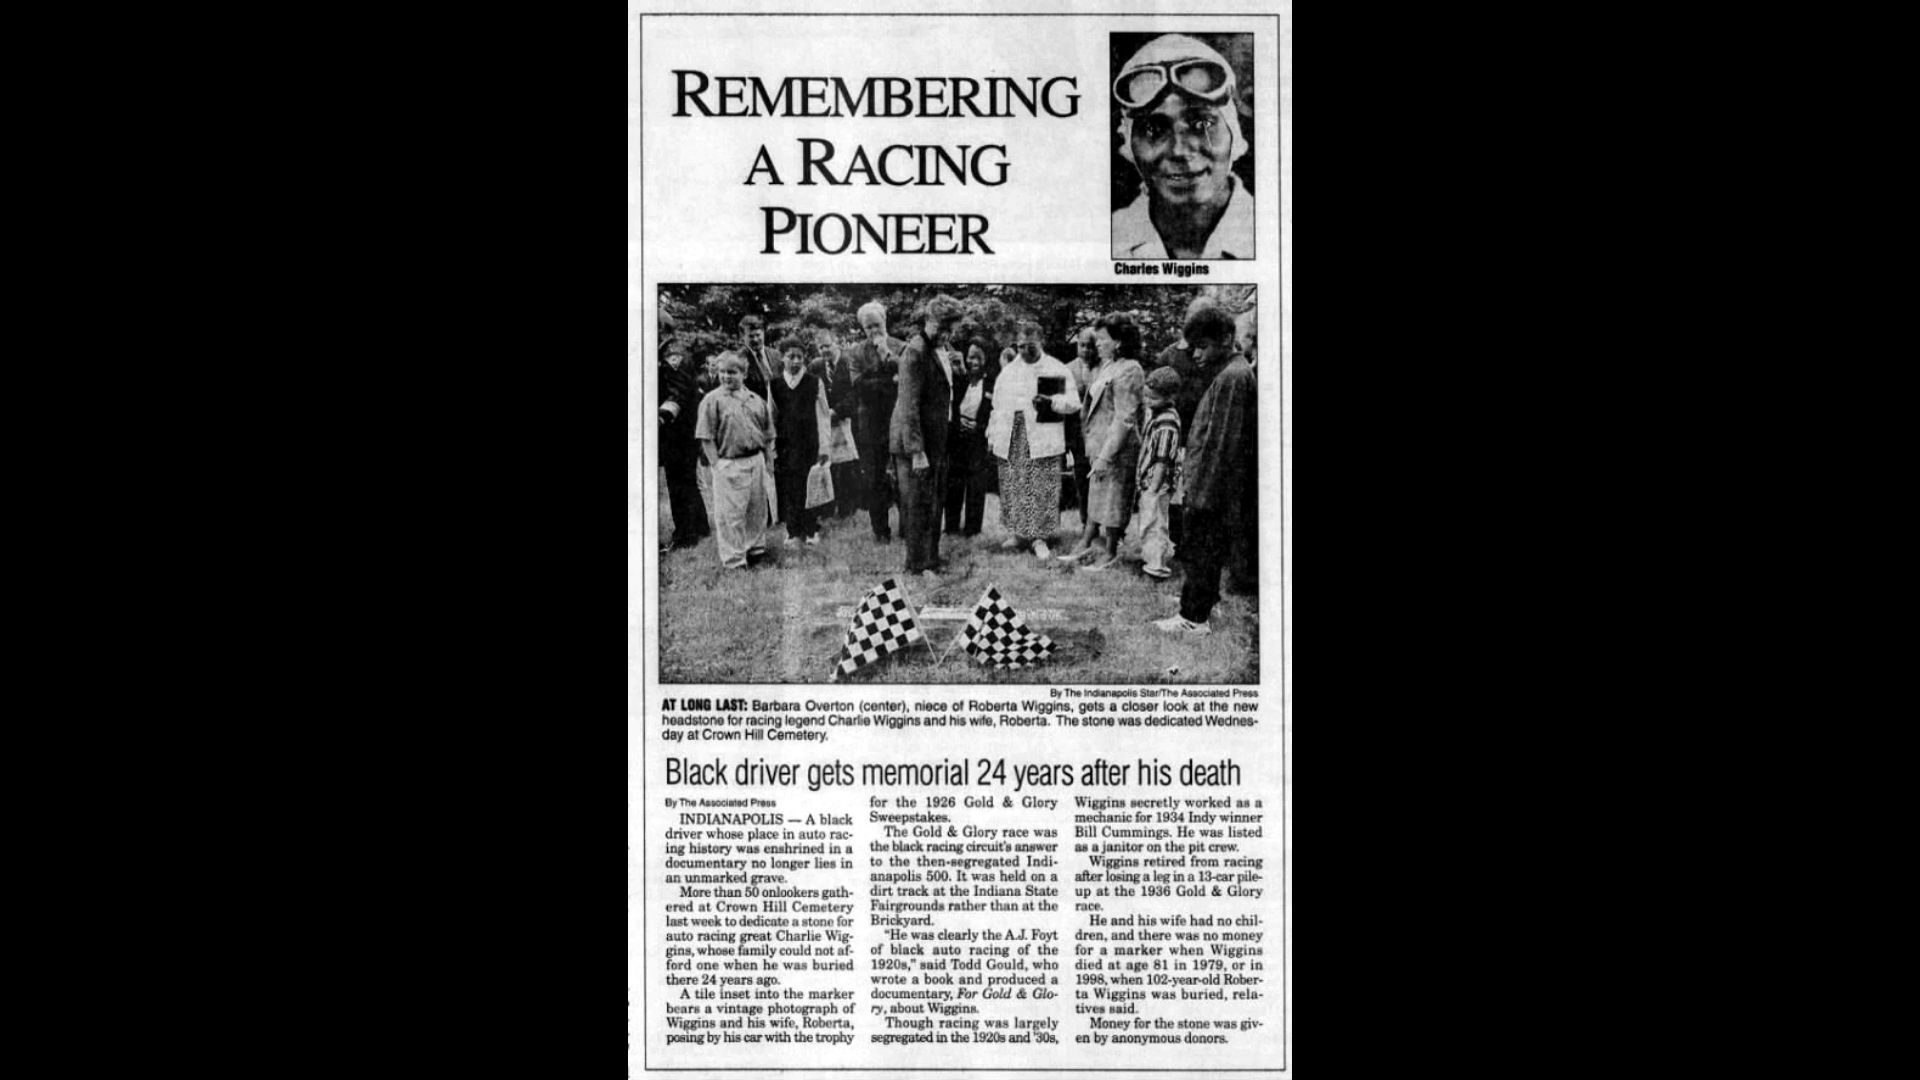 REMEMBERING
A RACING
PIONEER
Charles Wiggins
By The Indianapolis Star/The Associated Press
AT LONG LAST: Barbara Overton (center), niece of Roberta Wiggins, gets a closer look at the new
headstone for racing legend Charlie Wiggins and his wife, Roberta. The stone was dedicated Wednes-
day at Crown Hill Cemetery.
Black driver gets memorial 24 years after his death
By The Associated Press
INDIANAPOLIS — A black
driver whose place in auto rac-
ing history was enshrined in a
documentary no longer lies in
an unmarked grave.
More than 50 onlookers gath-
ered at Crown Hill Cemetery
last week to dedicate a stone for
auto racing great Charlie Wig-
gins, whose family could not af-
ford one when he was buried
there 24 years ago.
A tile inset into the marker
bears a vintage photograph of
Wiggins and his wife, Roberta,
posing by his car with the trophy
for the 1926 Gold & Glory
Sweepstakes.
The Gold & Glory race was
the black racing circuit's answer
to the then-segregated Indi-
anapolis 500. It was held on a
dirt track at the Indiana State
Fairgrounds rather than at the
Brickyard.
"He was clearly the A.J. Foyt
of black auto racing of the
1920s," said Todd Gould, who
wrote a book and produced a
documentary, For Gold & Glo-
ry, about Wiggins.
Though racing was largely
segregated in the 1920s and '30s,
Wiggins secretly worked as a
mechanic for 1934 Indy winner
Bill Cummings. He was listed
as a janitor on the pit crew.
Wiggins retired from racing
after losing a leg in a 13-car pile-
up at the 1936 Gold & Glory
race.
He and his wife had no chil-
dren, and there was no money
for a marker when Wiggins
died at age 81 in 1979, or in
1998, when 102-year-old Rober-
ta Wiggins was buried, rela-
tives said.
Money for the stone was giv-
en by anonymous donors.